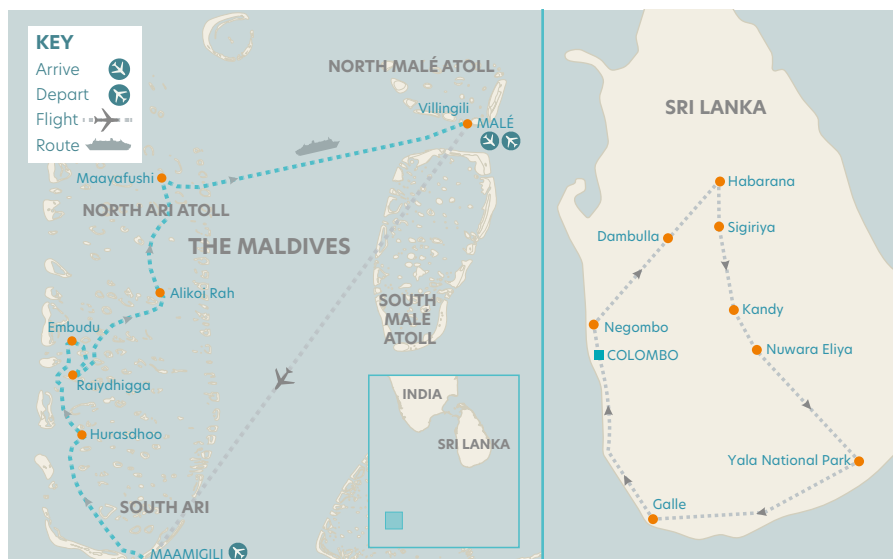 KEY
Arrive
Depart
Flight
Route
NORTH MALÉ ATOLL
Villingili
MALÉ
Maayafushi
NORTH ARI ATOLL
THE MALDIVES
Alikoi Rah
SOUTH
MALÉ
ATOLL
Embudu
Raiydhigga
Hurasdhoo
SOUTH ARI
MAAMIGILI
INDIA
SRI LANKA
SRI LANKA
Habarana
Sigiriya
Dambulla
Kandy
Negombo
COLOMBO
Nuwara Eliya
Yala National Park
Galle